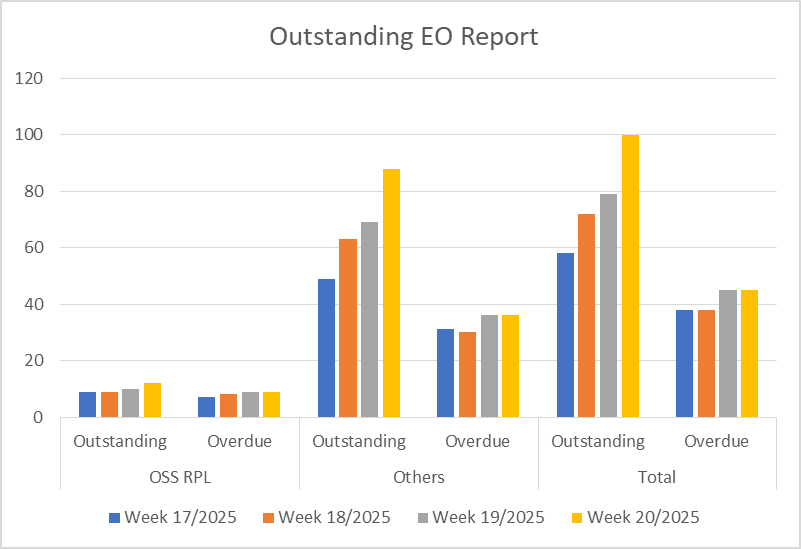 Outstanding EO Report
120
100
80
60
40
20
0
Outstanding Overdue Outstanding Overdue Outstanding Overdue
OSS RPL Others Total
Week 17/2025 Week 18/2025 Week 19/2025 Week 20/2025